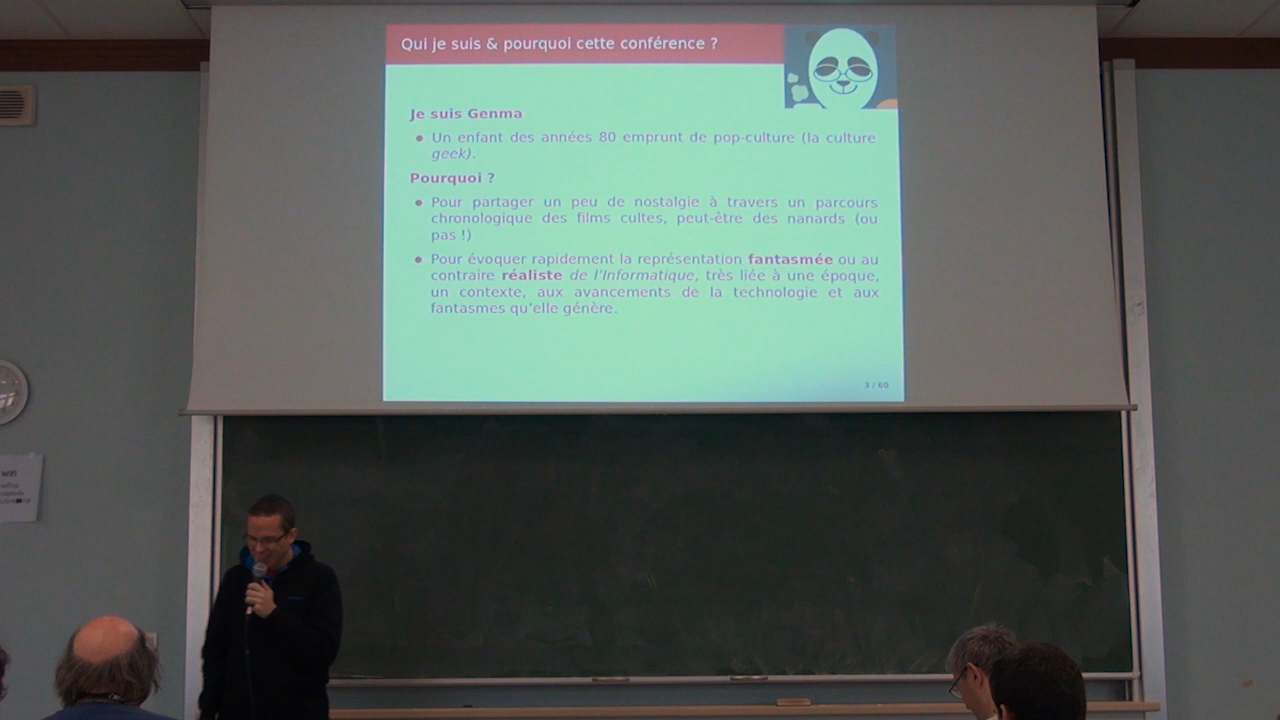 Qui je suis & pourquoi cette conférence ?
Je suis Genma
• Un enfant des années 80 emprunt de pop-culture (la culture
geek).
Pourquoi ?
• Pour partager un peu de nostalgie à travers un parcours
chronologique des films cultes, peut-être des nanards (ou
pas !)
• Pour évoquer rapidement la représentation fantasmée ou au
contraire réaliste de l'Informatique, très liée à une époque,
un contexte, aux avancements de la technologie et aux
fantasmes qu'elle génère.
3 / 60
Wifi